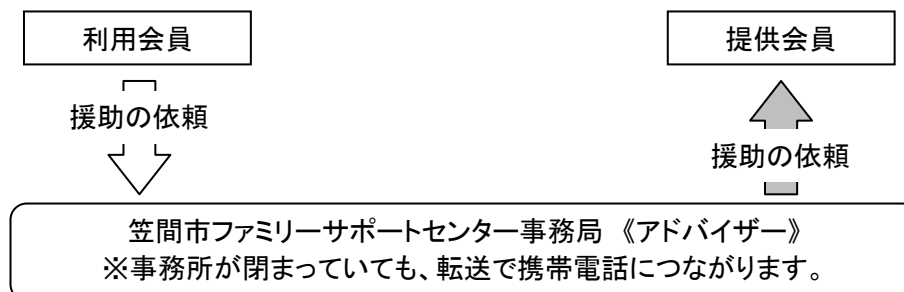 利用会員
提供会員
援助の依頼
援助の依頼
笠間市ファミリーサポートセンター事務局 《アドバイザー》
※事務所が閉まっていても、転送で携帯電話につながります。